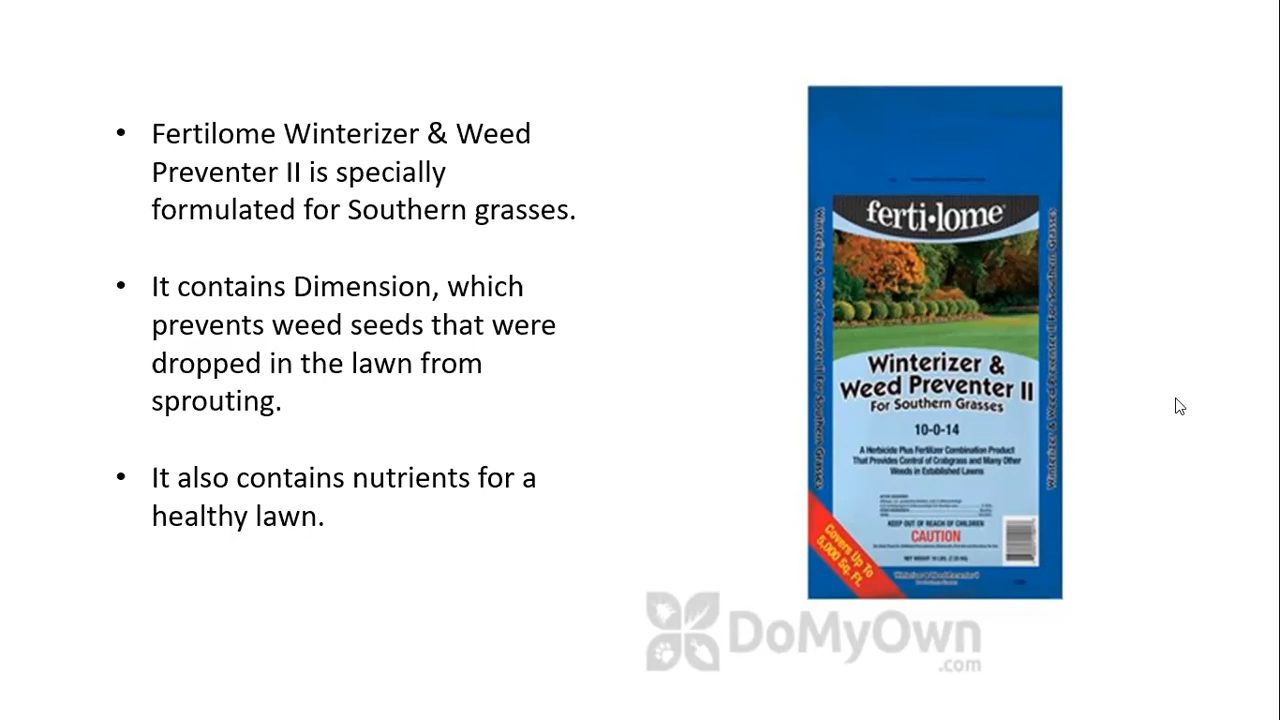 • Fertilome Winterizer & Weed
Preventer II is specially
formulated for Southern grasses.
• It contains Dimension, which
prevents weed seeds that were
dropped in the lawn from
sprouting.
• It also contains nutrients for a
healthy lawn.
ferti•lome
Winterizer &
Weed Preventer II
For Southern Grasses
10-0-14
A Herbicide Plus Fertilizer Combination Product
That Provides Control of Crabgrass and Many Other
Weeds in Established Lawns
KEEP OUT OF REACH OF CHILDREN
CAUTION
Covers Up To
5,000 Sq. Ft.
Winterizer & Weed Preventer II
Winterizer & Weed Preventer II For Southern Grasses
Winterizer & Weed Preventer II For Southern Grasses
DoMyOwn
.com